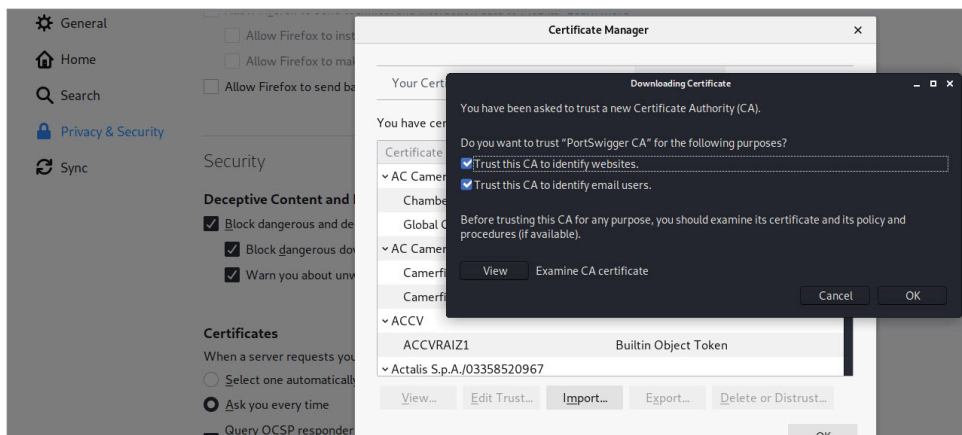 General
Home
Search
Privacy & Security
Sync
Allow Firefox to inst
Allow Firefox to mak
Allow Firefox to send ba
Security
Deceptive Content and
Block dangerous and de
Block dangerous dow
Warn you about unw
Certificates
When a server requests you
Select one automatically
Ask you every time
Query OCSP responder
Certificate Manager
Your Certi
You have cer
Certificate
AC Camer
Chambe
Global C
AC Camer
Camerfi
Camerfi
ACCV
ACCVRAIZ1 Builtin Object Token
Actalis S.p.A./03358520967
View... Edit Trust... Import... Export... Delete or Distrust...
OK
Downloading Certificate
You have been asked to trust a new Certificate Authority (CA).
Do you want to trust “PortSwigger CA” for the following purposes?
Trust this CA to identify websites.
Trust this CA to identify email users.
Before trusting this CA for any purpose, you should examine its certificate and its policy and
procedures (if available).
View Examine CA certificate
Cancel OK